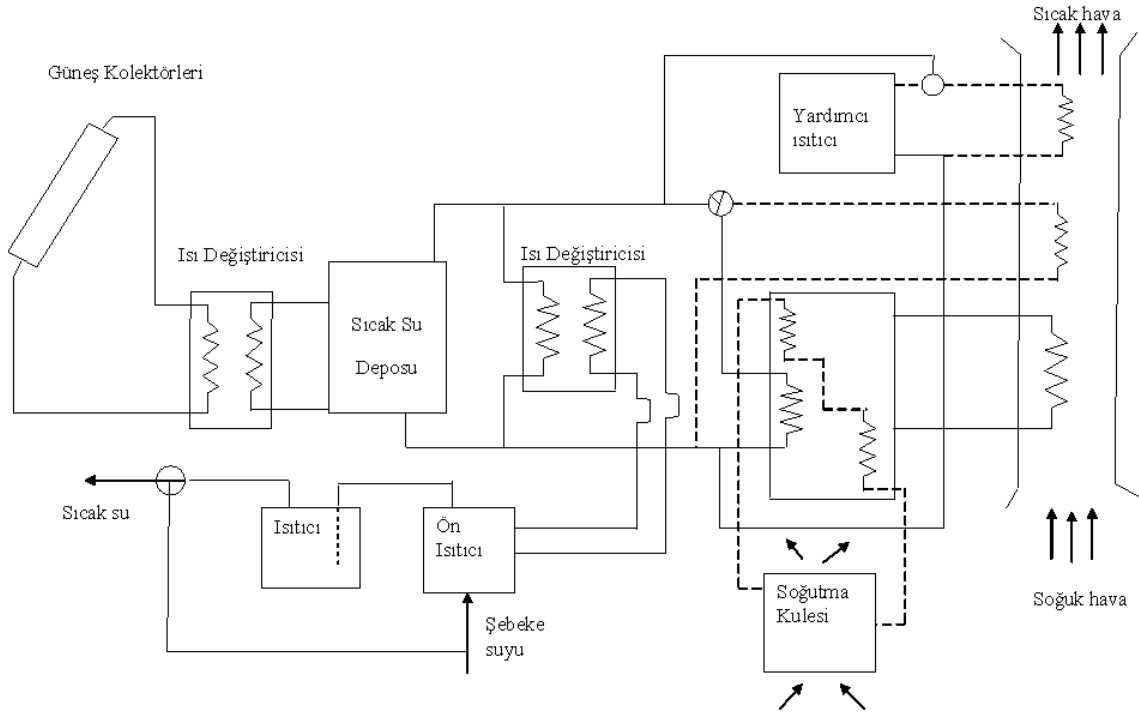 Sıcak hava
Güneş Kolektörleri
Yardımcı
ısıtıcı
Isı Değiştiricisi
Isı Değiştiricisi
Sıcak Su
Deposu
Sıcak su
Isıtıcı
Ön
Isıtıcı
Şebeke
suyu
Soğutma
Kulesi
Soğuk hava